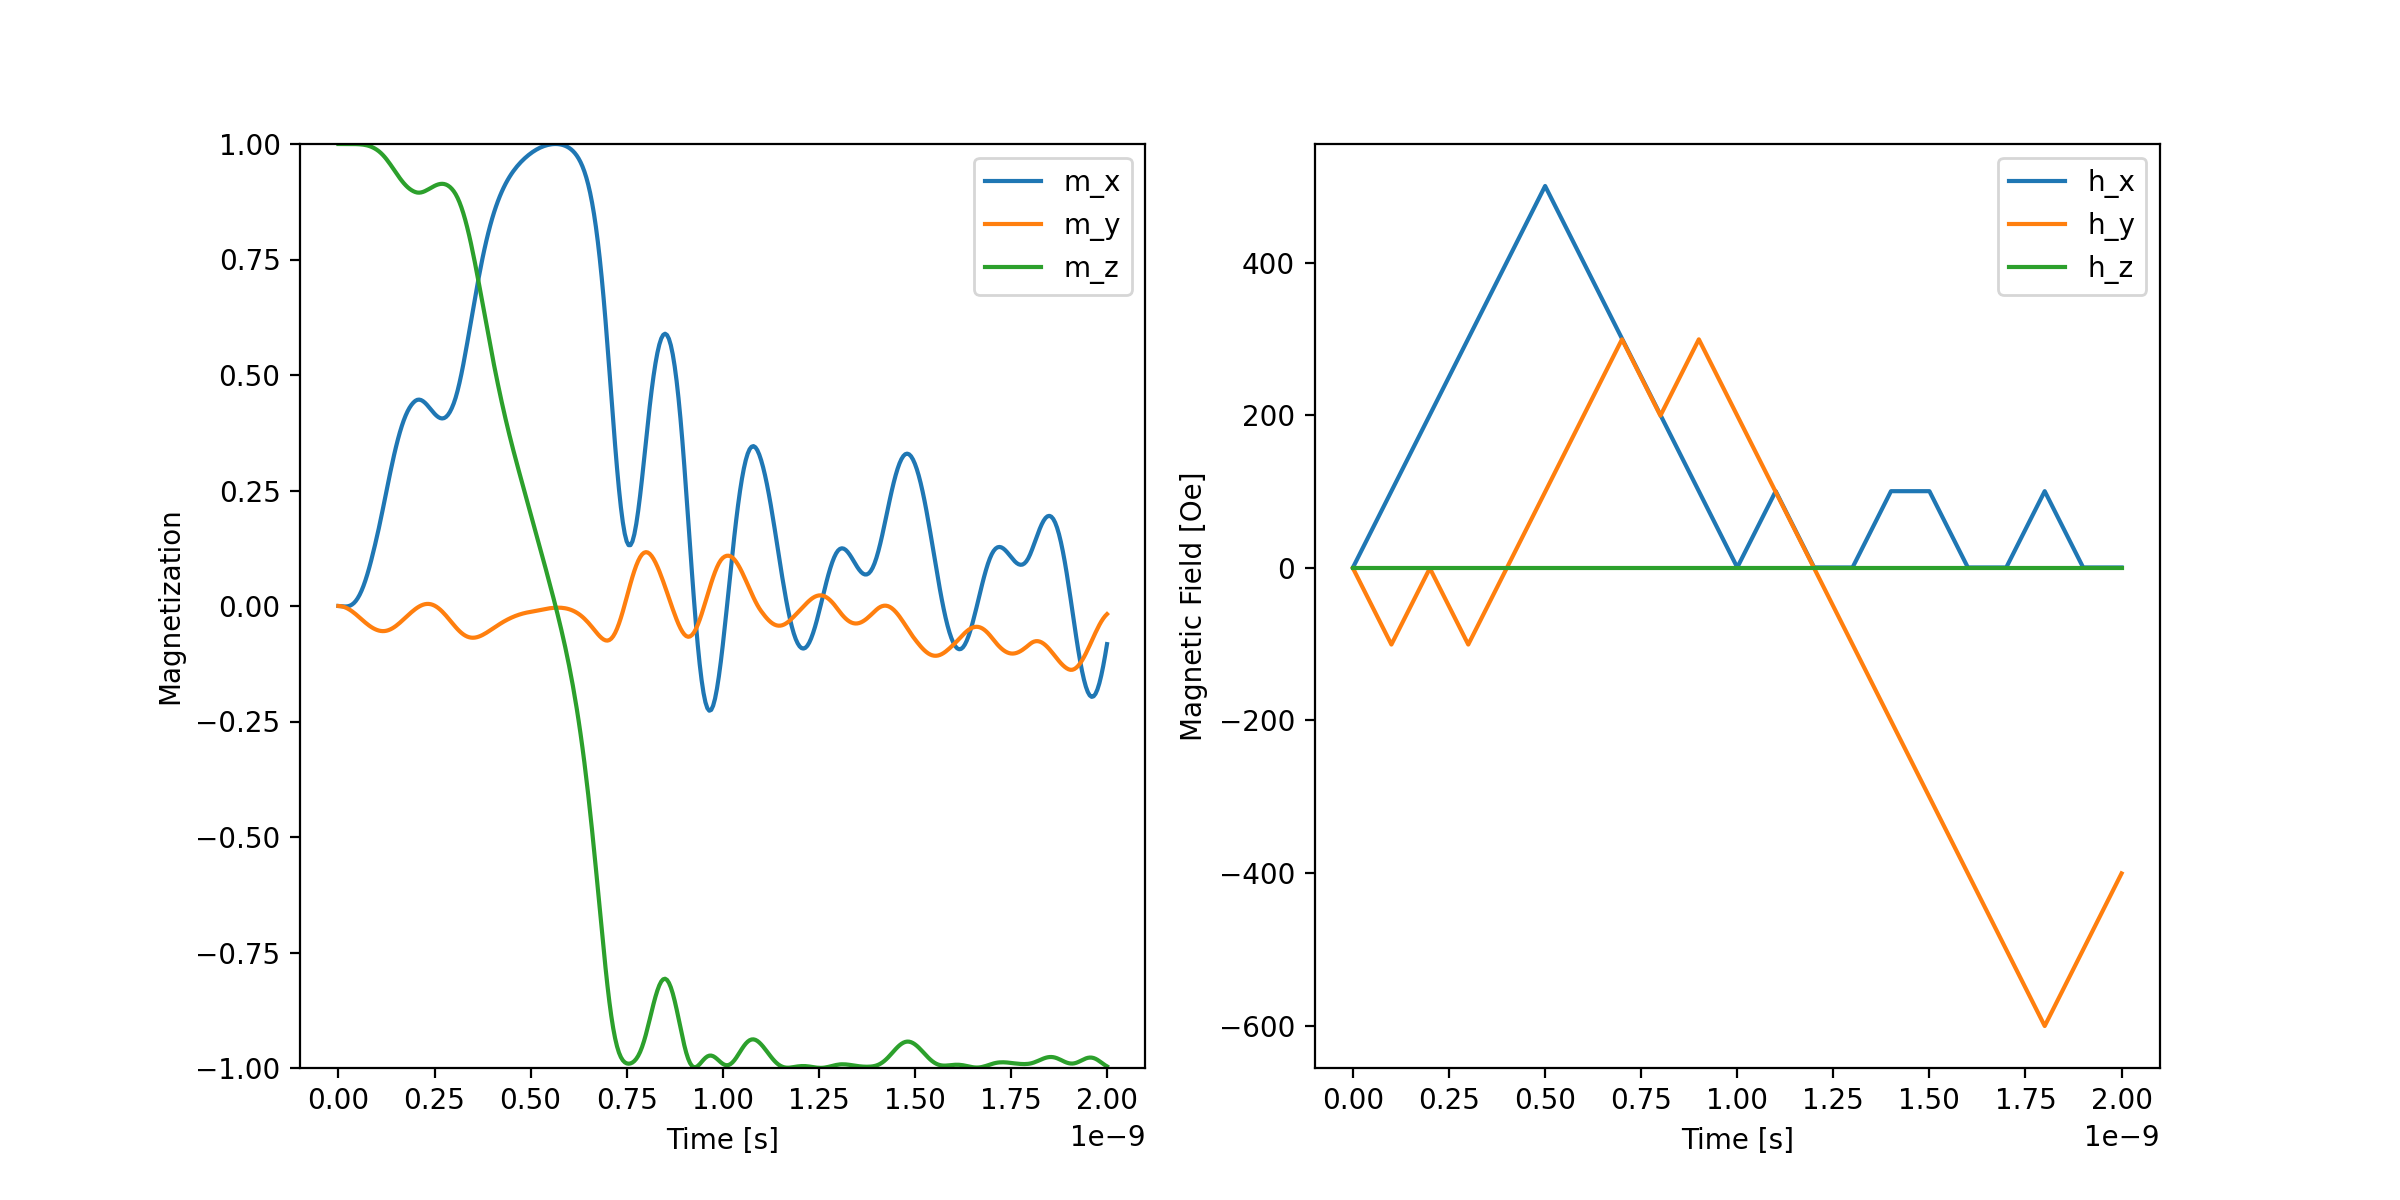 1.00
0.75
0.50
0.25
0.00
−0.25
−0.50
−0.75
−1.00
Magnetization
m_x
m_y
m_z
0.00 0.25 0.50 0.75 1.00 1.25 1.50 1.75 2.00
Time [s]
1e−9
400
200
0
−200
−400
−600
Magnetic Field [Oe]
h_x
h_y
h_z
0.00 0.25 0.50 0.75 1.00 1.25 1.50 1.75 2.00
Time [s]
1e−9